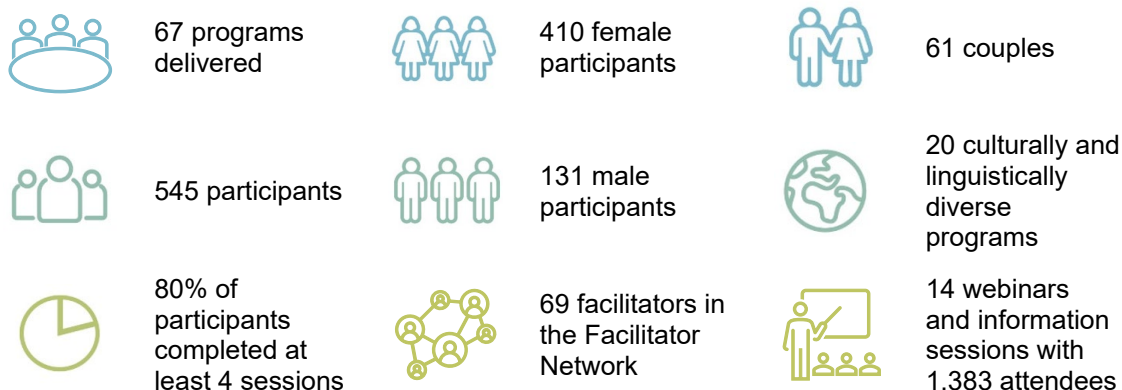 67 programs
delivered
410 female
participants
61 couples
545 participants
131 male
participants
20 culturally and
linguistically
diverse
programs
80% of
participants
completed at
least 4 sessions
69 facilitators in
the Facilitator
Network
14 webinars
and information
sessions with
1,383 attendees